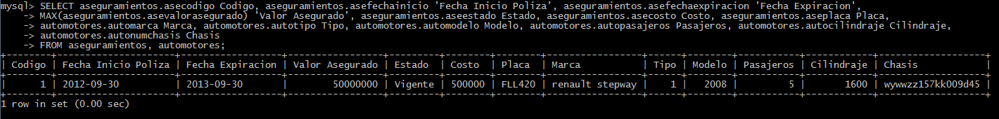 mysql> SELECT aseguramientos.asecodigo Codigo, aseguramientos.asefechainicio 'Fecha Inicio Poliza', aseguramientos.asefechaexpiracion 'Fecha Expiracion',
    -> MAX(aseguramientos.asevalorasegurado) 'Valor Asegurado', aseguramientos.aseestado Estado, aseguramientos.asecosto Costo, aseguramientos.aseplaca Placa,
    -> automotores.automarca Marca, automotores.autotipo Tipo, automotores.automodelo Modelo, automotores.autopasajeros Pasajeros, automotores.autocilindraje Cilindraje,
    -> automotores.autonumchasis Chasis
    -> FROM aseguramientos, automotores;
+--------+---------------------+------------------+-----------------+---------+--------+--------+-----------------+------+--------+-----------+------------+-------------------+
| Codigo | Fecha Inicio Poliza | Fecha Expiracion | Valor Asegurado | Estado  | Costo  | Placa  | Marca           | Tipo | Modelo | Pasajeros | Cilindraje | Chasis            |
+--------+---------------------+------------------+-----------------+---------+--------+--------+-----------------+------+--------+-----------+------------+-------------------+
|      1 | 2012-09-30          | 2013-09-30       |        50000000 | Vigente | 500000 | FLL420 | renault stepway |    1 |   2008 |         5 |       1600 | wywwzz157kk009d45 |
+--------+---------------------+------------------+-----------------+---------+--------+--------+-----------------+------+--------+-----------+------------+-------------------+
1 row in set (0.00 sec)